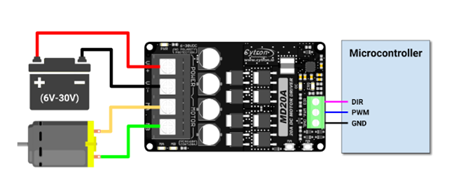 + -
(6V-30V)
Cytron
POWER
MOTOR
MD20A
Microcontroller
DIR
PWM
GND